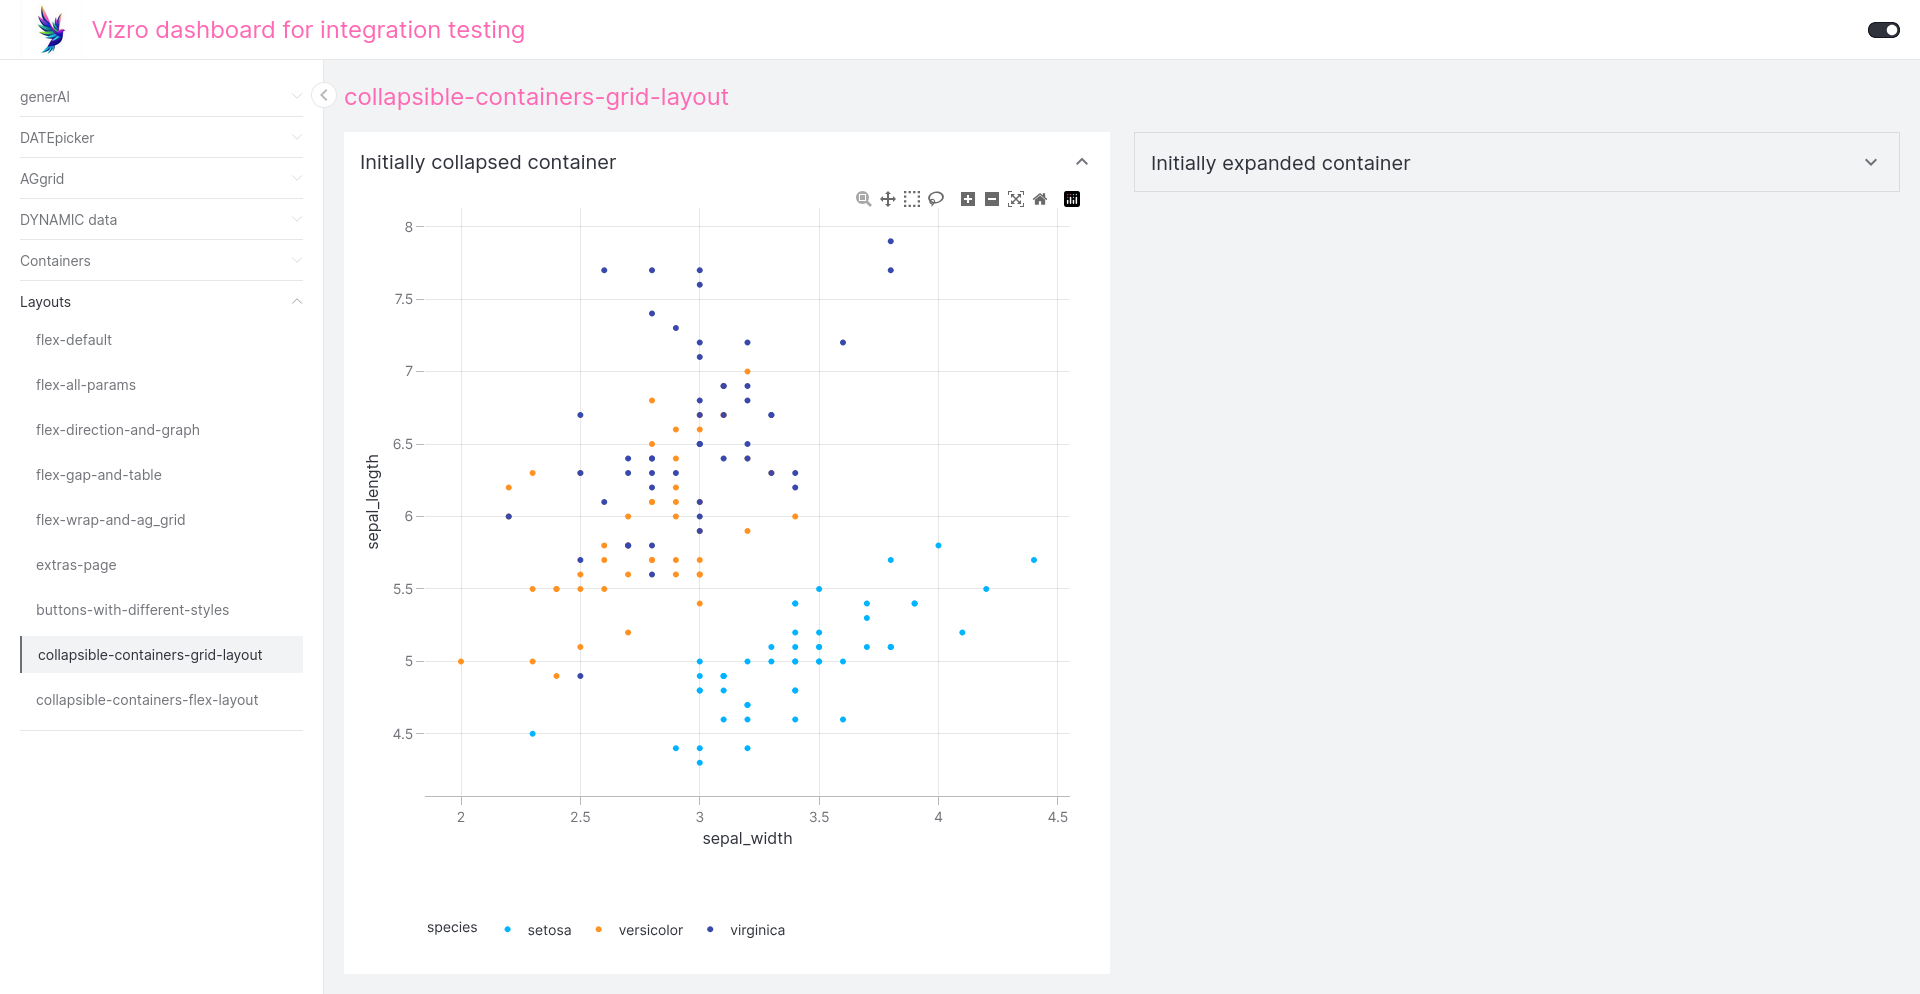 Vizro dashboard for integration testing
generAI
DATEpicker
AGgrid
DYNAMIC data
Containers
Layouts
flex-default
flex-all-params
flex-direction-and-graph
flex-gap-and-table
flex-wrap-and-ag_grid
extras-page
buttons-with-different-styles
collapsible-containers-grid-layout
collapsible-containers-flex-layout
collapsible-containers-grid-layout
Initially collapsed container
8
7.5
7
6.5
6
5.5
5
4.5
sepal_length
2 2.5 3 3.5 4 4.5
sepal_width
species setosa versicolor virginica
Initially expanded container